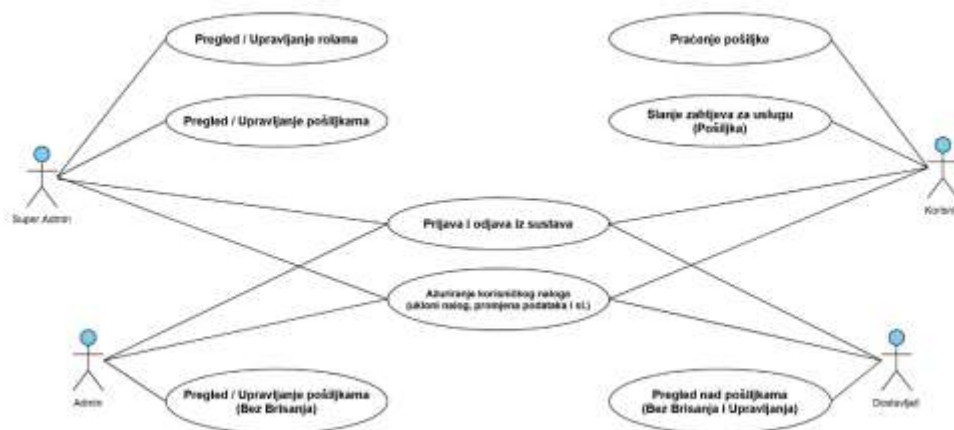 Pregled / Upravljanje rolama
Praćenje pošiljke
Pregled / Upravljanje pošiljkama
Slanje zahtjeva za uslugu
(Pošiljka)
Super Admin
Prijava i odjava iz sustava
Ažuriranje korisničkog naloga
(ukloni nalog, promjena podataka i sl.)
Admin
Pregled / Upravljanje pošiljkama
(Bez Brisanja)
Pregled nad pošiljkama
(Bez Brisanja i Upravljanja)